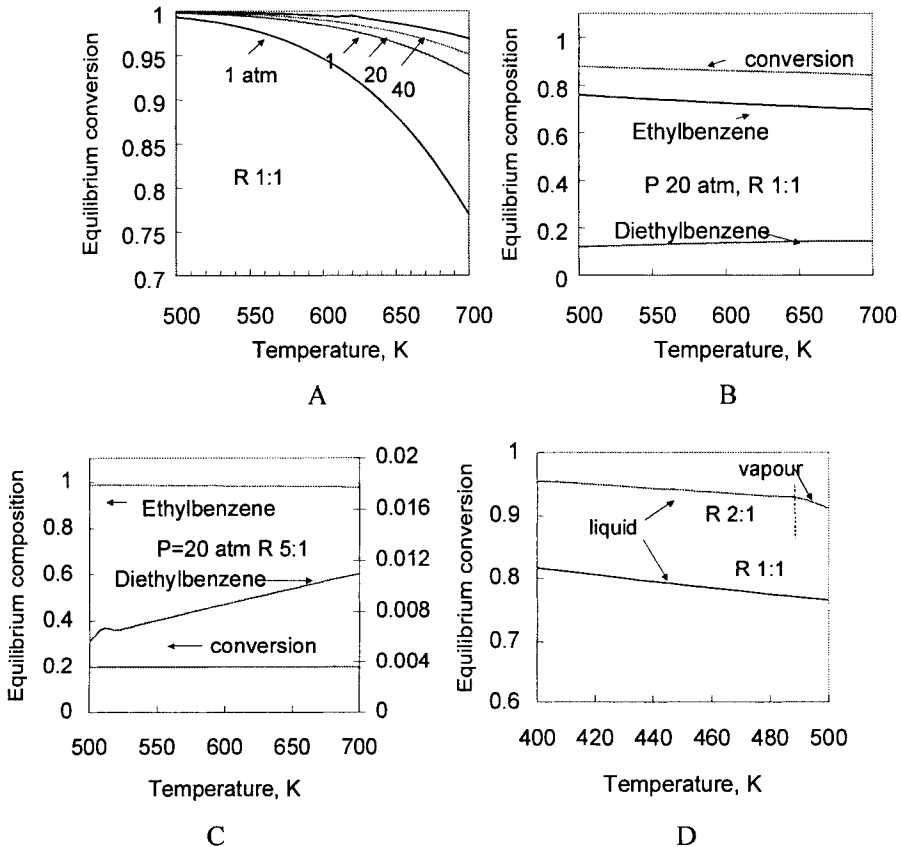 Equilibrium conversion
1
0.95
0.9
0.85
0.8
0.75
0.7
1 atm
1
20
40
R 1:1
500 550 600 650 700
Temperature, K
A
Equilibrium composition
1
0.8
0.6
0.4
0.2
0
conversion
Ethylbenzene
P 20 atm, R 1:1
Diethylbenzene
500 550 600 650 700
Temperature, K
B
Equilibrium composition
1
0.8
0.6
0.4
0.2
0
Ethylbenzene
P=20 atm R 5:1
Diethylbenzene
conversion
0.02
0.016
0.012
0.008
0.004
0
500 550 600 650 700
Temperature, K
C
Equilibrium conversion
1
0.9
0.8
0.7
0.6
vapour
liquid
R 2:1
R 1:1
400 420 440 460 480 500
Temperature, K
D